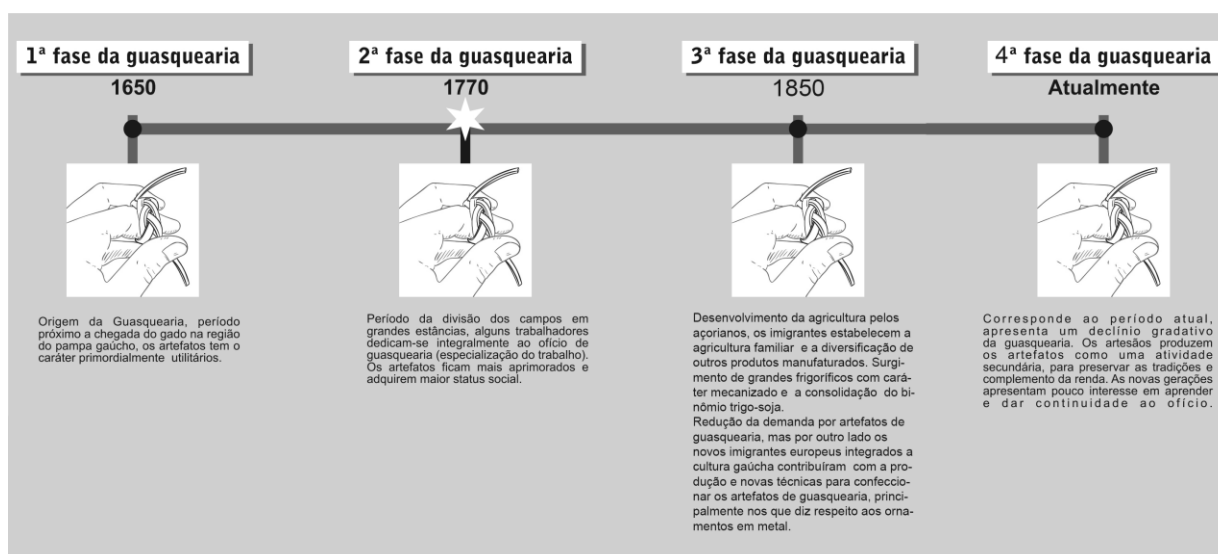 1ª fase da guasquearia
1650
Origem da Guasquearia, período
próximo a chegada do gado na região
do pampa gaúcho, os artefatos tem o
caráter primordialmente utilitários.
2ª fase da guasquearia
1770
Período da divisão dos campos em
grandes estâncias, alguns trabalhadores
dedicam-se integralmente ao ofício de
guasquearia (especialização do trabalho).
Os artefatos ficam mais aprimorados e
adquirem maior status social.
3ª fase da guasquearia
1850
Desenvolvimento da agricultura pelos
açorianos, os imigrantes estabelecem a
agricultura familiar e a diversificação de
outros produtos manufaturados. Surgi-
mento de grandes frigoríficos com cará-
ter mecanizado e a consolidação do bi-
nômio trigo-soja.
Redução da demanda por artefatos de
guasquearia, mas por outro lado os
novos imigrantes europeus integrados a
cultura gaúcha contribuíram com a pro-
dução e novas técnicas para confeccio-
nar os artefatos de guasquearia, princi-
palmente nos que diz respeito aos orna-
mentos em metal.
4ª fase da guasquearia
Atualmente
Corresponde ao período atual,
apresenta um declínio gradativo
da guasquearia. Os artesãos produzem
os artefatos como uma atividade
secundária, para preservar as tradições e
complemento da renda. As novas gerações
apresentam pouco interesse em aprender
e dar continuidade ao ofício.